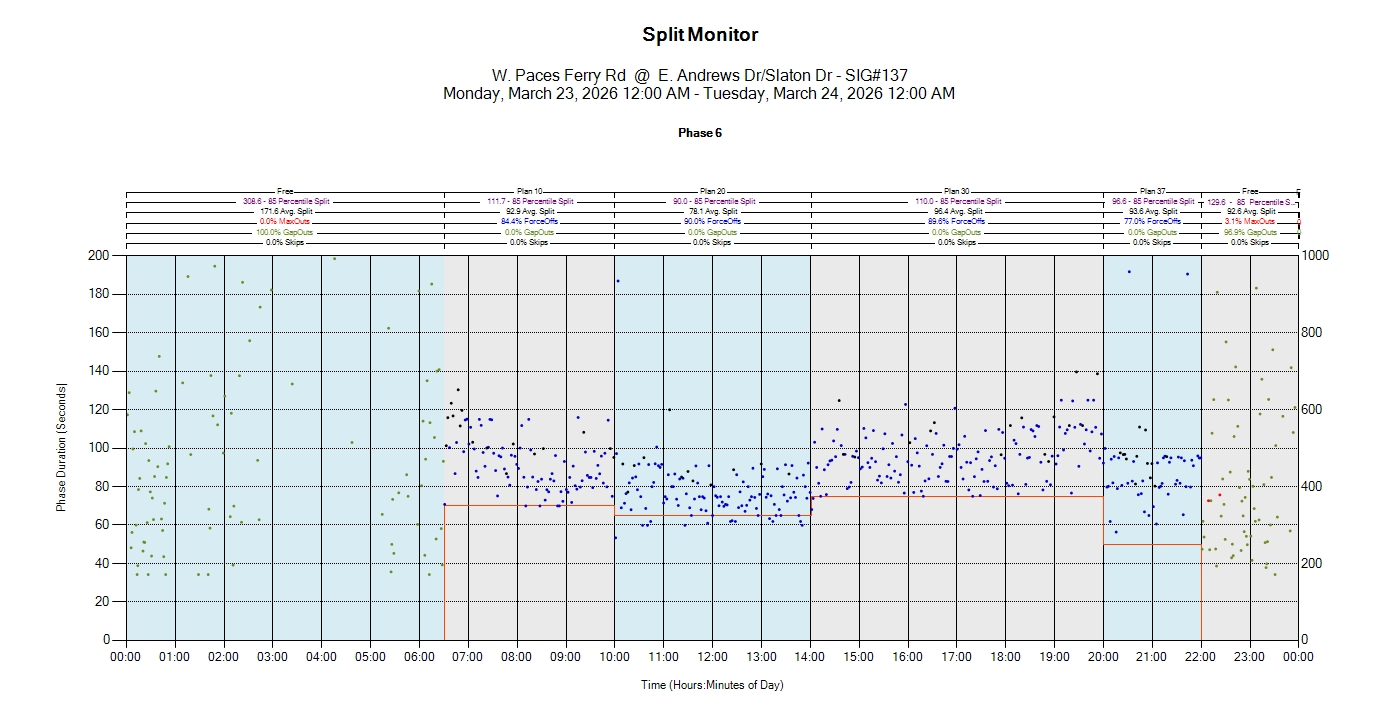 Split Monitor
W. Paces Ferry Rd @ E. Andrews Dr/Slaton Dr - SIG#137
Monday, March 23, 2026 12:00 AM - Tuesday, March 24, 2026 12:00 AM
Phase 6
Free Plan 10 Plan 20 Plan 30 Plan 37 Free F
308.6 - 85 Percentile Split 111.7 - 85 Percentile Split 90.0 - 85 Percentile Split 110.0 - 85 Percentile Split 96.6 - 85 Percentile Split 129.6 - 85 Percentile S...
171.6 Avg. Split 92.9 Avg. Split 78.1 Avg. Split 96.4 Avg. Split 93.6 Avg. Split 92.6 Avg. Split
0.0% MaxOuts 84.4% ForceOffs 90.0% ForceOffs 89.6% ForceOffs 77.0% ForceOffs 3.1% MaxOuts
100.0% GapOuts 0.0% GapOuts 0.0% GapOuts 0.0% GapOuts 0.0% GapOuts 96.9% GapOuts
0.0% Skips 0.0% Skips 0.0% Skips 0.0% Skips 0.0% Skips 0.0% Skips
200 1000
180
160 800
140
120 600
100
80 400
60
40 200
20
0 0
Phase Duration (Seconds)
00:00 01:00 02:00 03:00 04:00 05:00 06:00 07:00 08:00 09:00 10:00 11:00 12:00 13:00 14:00 15:00 16:00 17:00 18:00 19:00 20:00 21:00 22:00 23:00 00:00
Time (Hours:Minutes of Day)